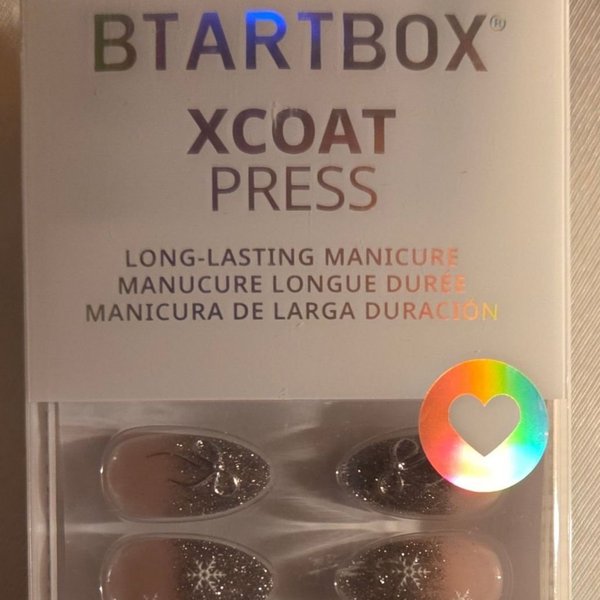 BTARTBOX®
XCOAT
PRESS
LONG-LASTING MANICURE
MANUCURE LONGUE DURÉE
MANICURA DE LARGA DURACIÓN